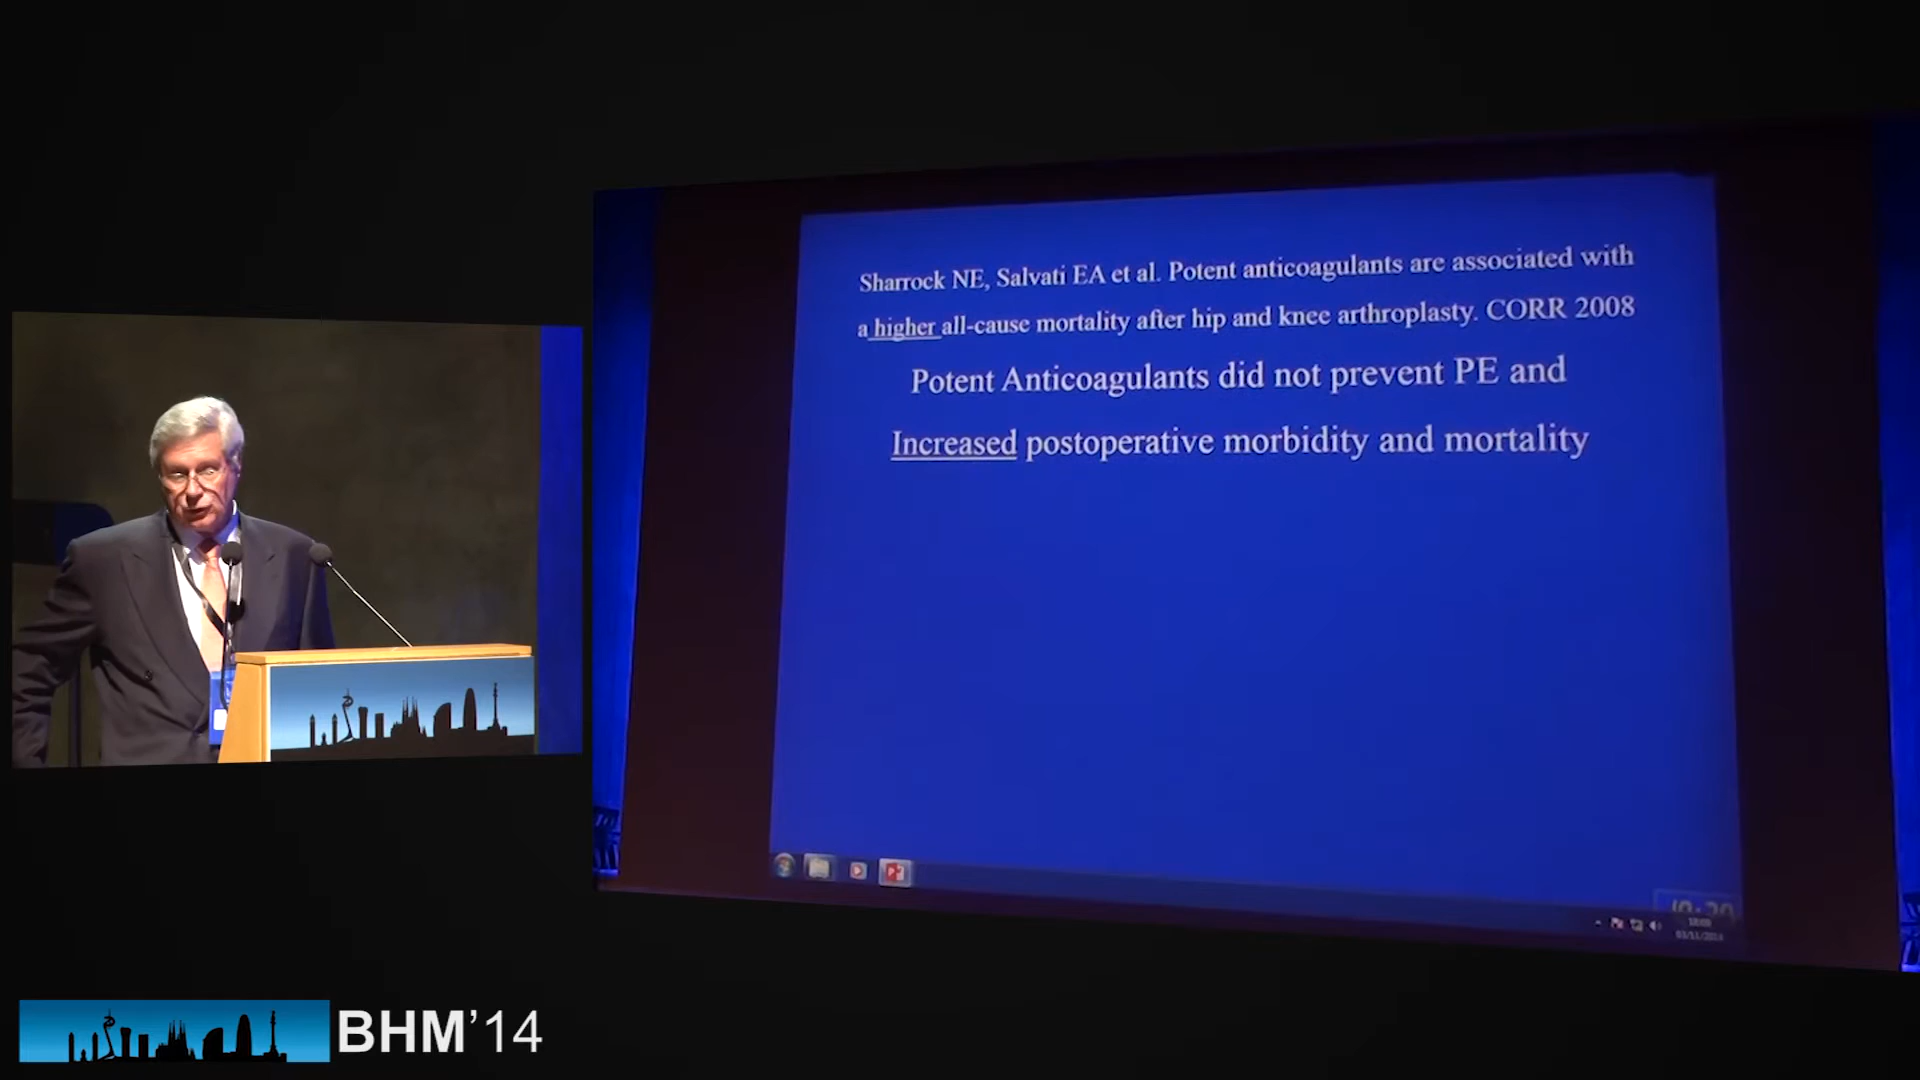 Sharrock NE, Salvati EA et al. Potent anticoagulants are associated with
a higher all-cause mortality after hip and knee arthroplasty. CORR 2008
Potent Anticoagulants did not prevent PE and
Increased postoperative morbidity and mortality
BHM'14